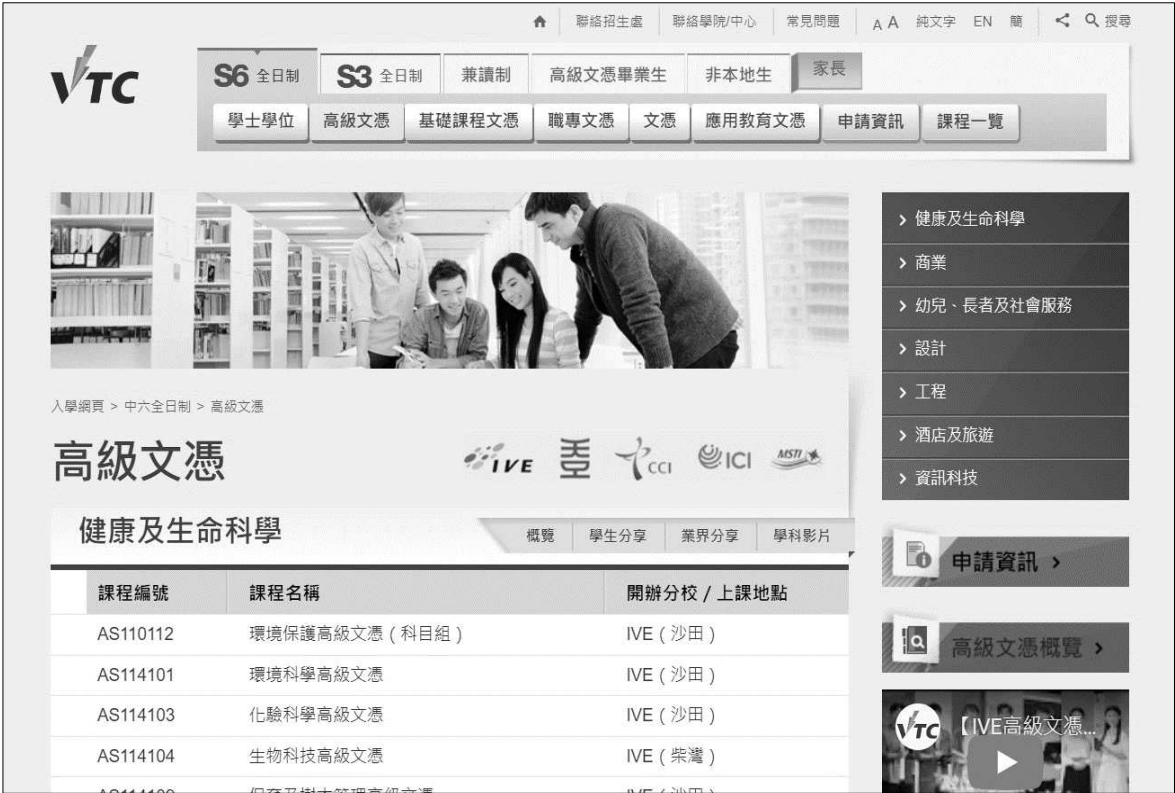 聯絡招生處 聯絡學院/中心 常見問題 A A 純文字 EN 簡 搜尋
VTC
S6 全日制 S3 全日制 兼讀制 高級文憑畢業生 非本地生 家長
學士學位 高級文憑 基礎課程文憑 職專文憑 文憑 應用教育文憑 申請資訊 課程一覽
健康及生命科學
商業
幼兒、長者及社會服務
設計
工程
酒店及旅遊
資訊科技
入學網頁 > 中六全日制 > 高級文憑
高級文憑
IVE CCI ICI MSTI
健康及生命科學 概覽 學生分享 業界分享 學科影片
課程編號 課程名稱 開辦分校 / 上課地點
AS110112 環境保護高級文憑 ( 科目組 ) IVE ( 沙田 )
AS114101 環境科學高級文憑 IVE ( 沙田 )
AS114103 化驗科學高級文憑 IVE ( 沙田 )
AS114104 生物科技高級文憑 IVE ( 柴灣 )
申請資訊
高級文憑概覽
VTC 【IVE高級文憑...